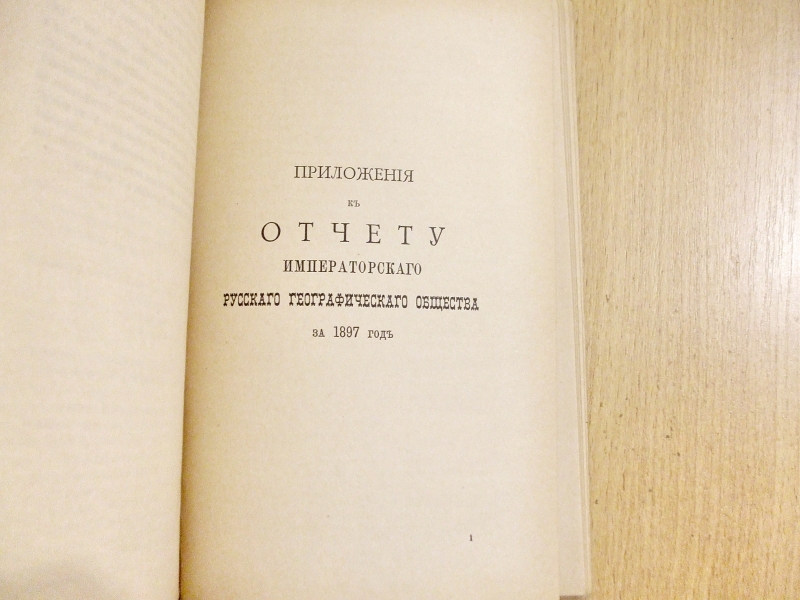 ПРИЛОЖЕНІЯ
къ
ОТЧЕТУ
ИМПЕРАТОРСКАГО
РУССКАГО ГЕОГРАФИЧЕСКАГО ОБЩЕСТВА
за 1897 годъ
1